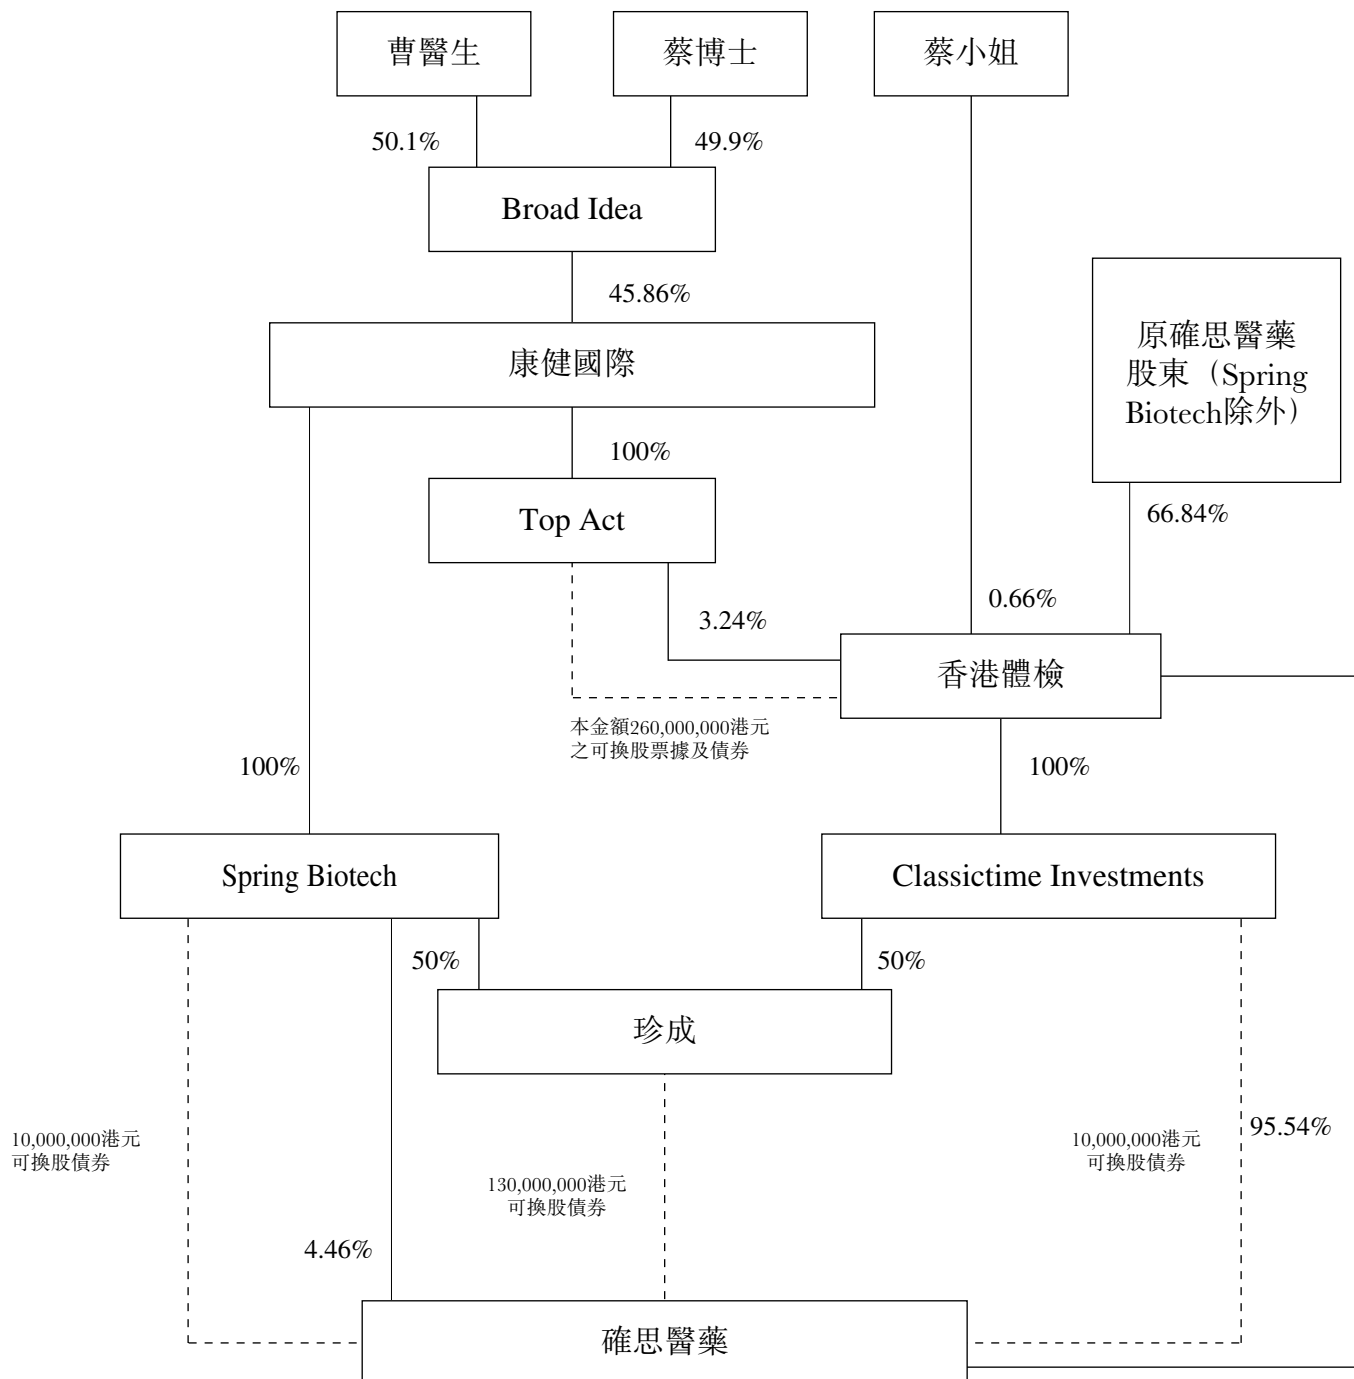 曹醫生
蔡博士
蔡小姐
50.1%
49.9%
Broad Idea
45.86%
康健國際
原確思醫藥
股東（Spring
Biotech除外）
100%
Top Act
66.84%
0.66%
3.24%
香港體檢
本金額260,000,000港元
之可換股票據及債券
100%
100%
Spring Biotech
Classictime Investments
50%
50%
珍成
10,000,000港元
可換股債券
10,000,000港元
可換股債券
95.54%
130,000,000港元
可換股債券
4.46%
確思醫藥